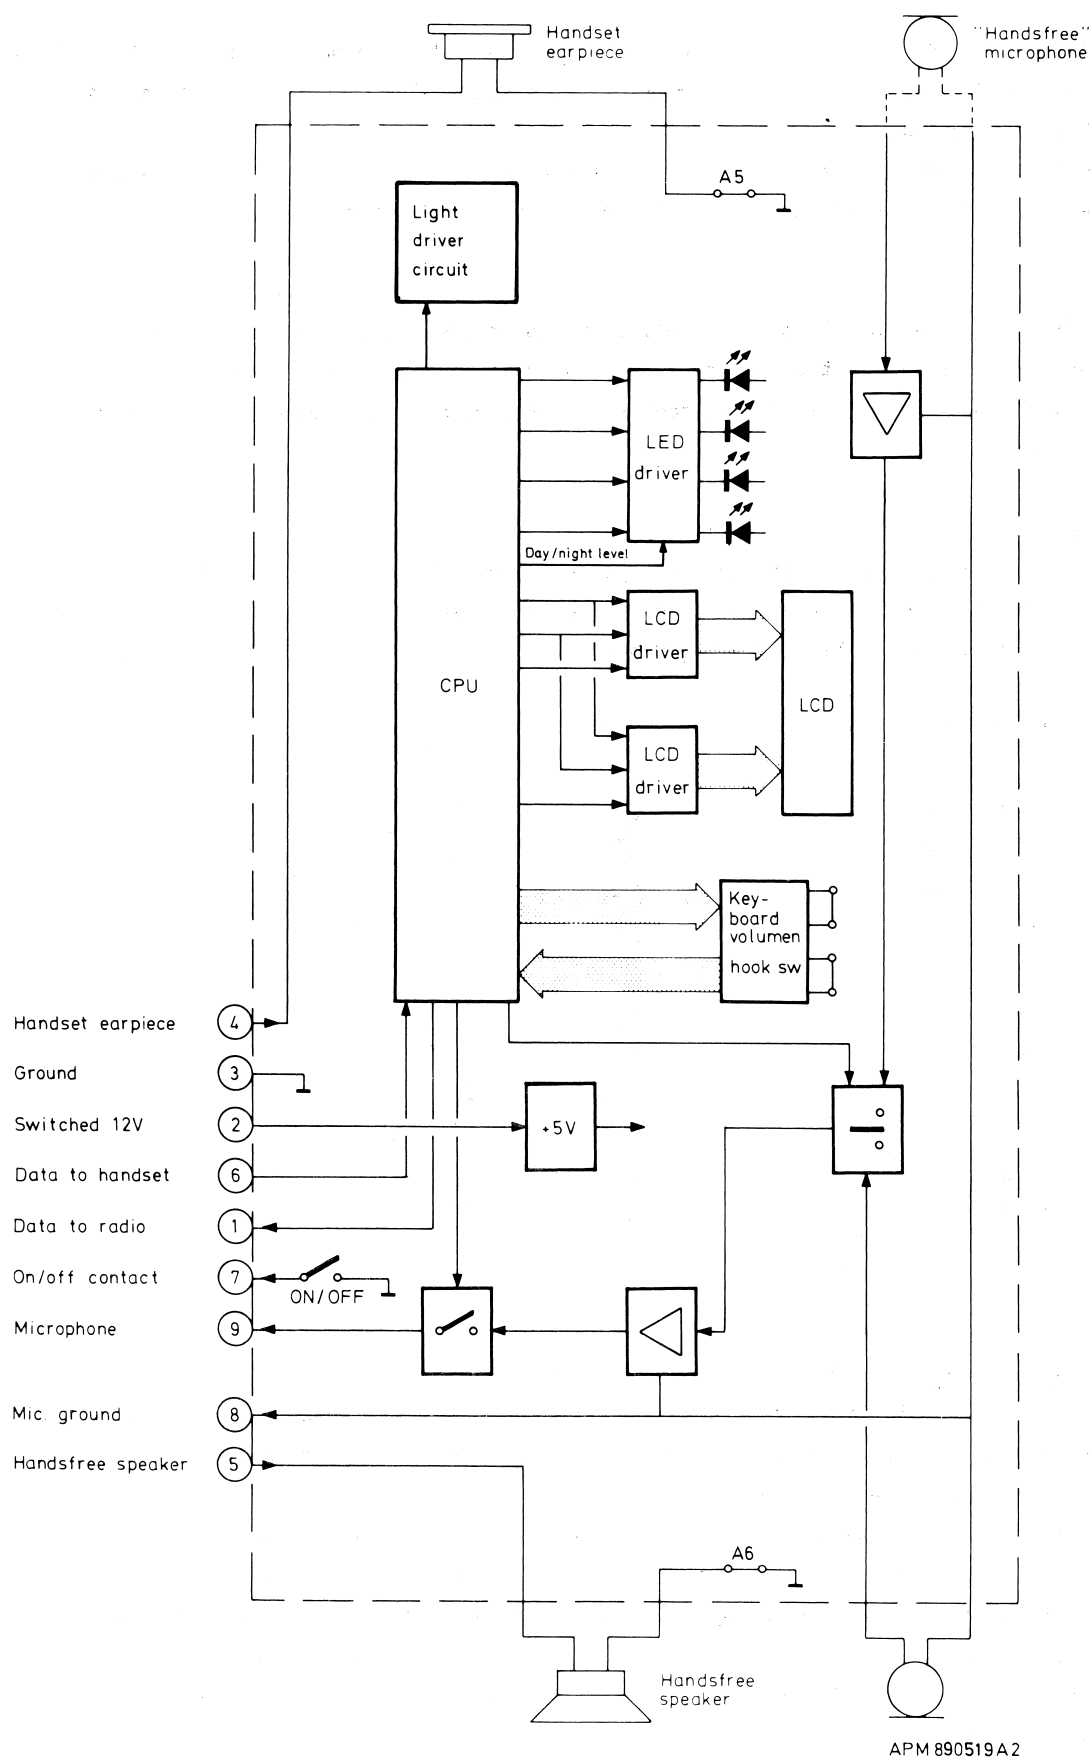 Handset
earpiece
"Handsfree"
microphone
A5
Light
driver
circuit
LED
driver
Day/night level
LCD
driver
CPU
LCD
LCD
driver
Key-
board
volumen
hook sw
Handset earpiece
4
Ground
3
Switched 12V
2
+5V
Data to handset
6
Data to radio
1
On/off contact
7
ON/OFF
Microphone
9
Mic. ground
8
Handsfree speaker
5
A6
Handsfree
speaker
APM 890519A2